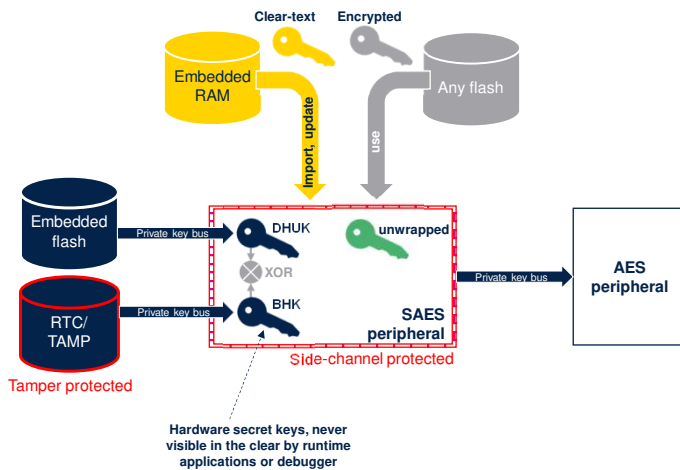 Clear-text
Encrypted
Embedded
RAM
Any flash
Import, update
use
Embedded
flash
Private key bus
DHUK
unwrapped
XOR
Private key bus
AES
peripheral
RTC/
TAMP
Private key bus
BHK
SAES
peripheral
Side-channel protected
Tamper protected
Hardware secret keys, never
visible in the clear by runtime
applications or debugger